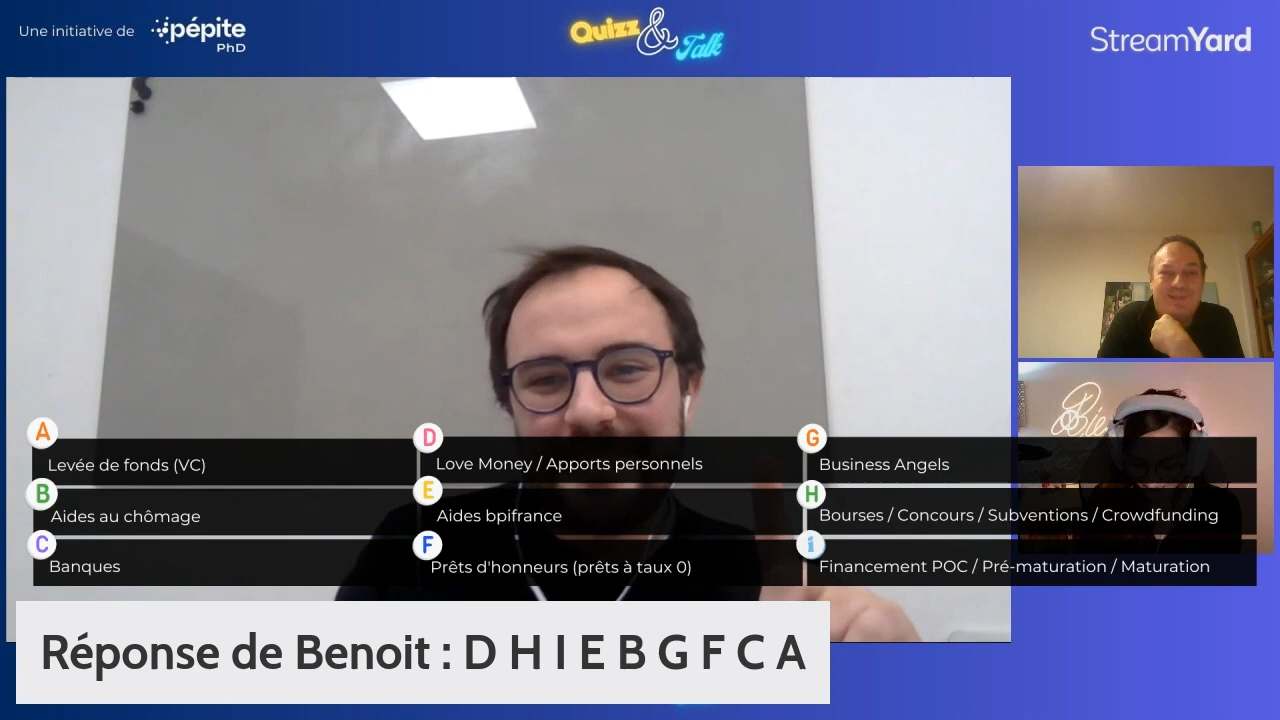 Une initiative de
pépite
PhD
Quizz & Talk
StreamYard
Bie
A
Levée de fonds (VC)
D
Love Money / Apports personnels
G
Business Angels
B
Aides au chômage
E
Aides bpifrance
H
Bourses / Concours / Subventions / Crowdfunding
C
Banques
F
Prêts d'honneurs (prêts à taux 0)
i
Financement POC / Pré-maturation / Maturation
Réponse de Benoit : D H I E B G F C A